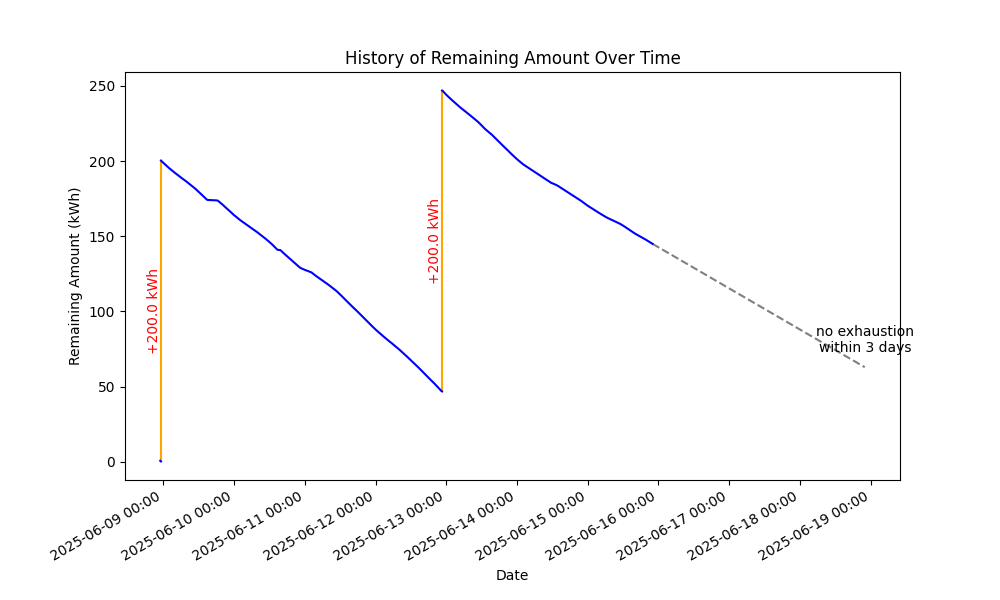 History of Remaining Amount Over Time
Remaining Amount (kWh)
250
200
150
100
50
0
+200.0 kWh
+200.0 kWh
no exhaustion
within 3 days
2025-06-09 00:00
2025-06-10 00:00
2025-06-11 00:00
2025-06-12 00:00
2025-06-13 00:00
2025-06-14 00:00
2025-06-15 00:00
2025-06-16 00:00
2025-06-17 00:00
2025-06-18 00:00
2025-06-19 00:00
Date